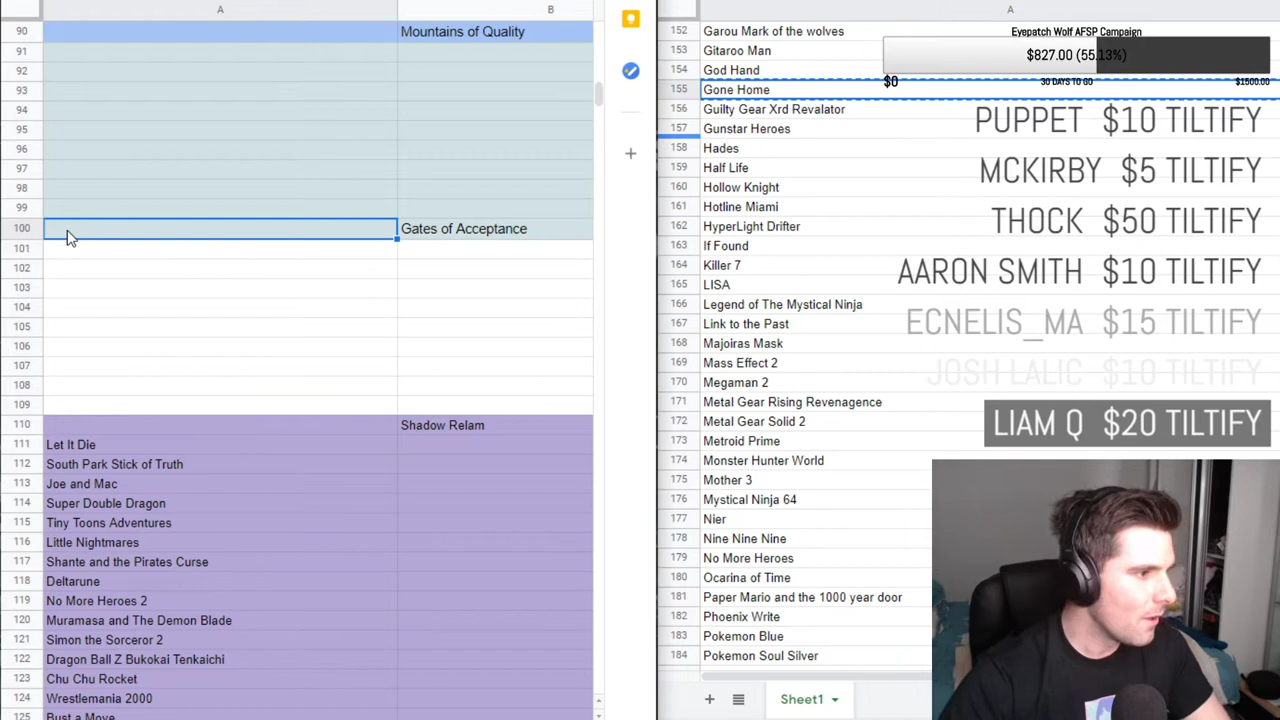 A
B
90 Mountains of Quality
91
92
93
94
95
96
97
98
99
100 Gates of Acceptance
101
102
103
104
105
106
107
108
109
110 Shadow Relam
111 Let It Die
112 South Park Stick of Truth
113 Joe and Mac
114 Super Double Dragon
115 Tiny Toons Adventures
116 Little Nightmares
117 Shante and the Pirates Curse
118 Deltarune
119 No More Heroes 2
120 Muramasa and The Demon Blade
121 Simon the Sorceror 2
122 Dragon Ball Z Bukokai Tenkaichi
123 Chu Chu Rocket
124 Wrestlemania 2000
125 Bust a Move
A
152 Garou Mark of the wolves
153 Gitaroo Man
154 God Hand
155 Gone Home
156 Guilty Gear Xrd Revalator
157 Gunstar Heroes
158 Hades
159 Half Life
160 Hollow Knight
161 Hotline Miami
162 HyperLight Drifter
163 If Found
164 Killer 7
165 LISA
166 Legend of The Mystical Ninja
167 Link to the Past
168 Majoiras Mask
169 Mass Effect 2
170 Megaman 2
171 Metal Gear Rising Revenagence
172 Metal Gear Solid 2
173 Metroid Prime
174 Monster Hunter World
175 Mother 3
176 Mystical Ninja 64
177 Nier
178 Nine Nine Nine
179 No More Heroes
180 Ocarina of Time
181 Paper Mario and the 1000 year door
182 Phoenix Write
183 Pokemon Blue
184 Pokemon Soul Silver
Sheet1
Eyepatch Wolf AFSP Campaign
$827.00 (55.13%)
$0 30 DAYS TO GO $1500.00
PUPPET $10 TILTIFY
MCKIRBY $5 TILTIFY
THOCK $50 TILTIFY
AARON SMITH $10 TILTIFY
ECNELIS_MA $15 TILTIFY
JOSH LALIC $10 TILTIFY
LIAM Q $20 TILTIFY